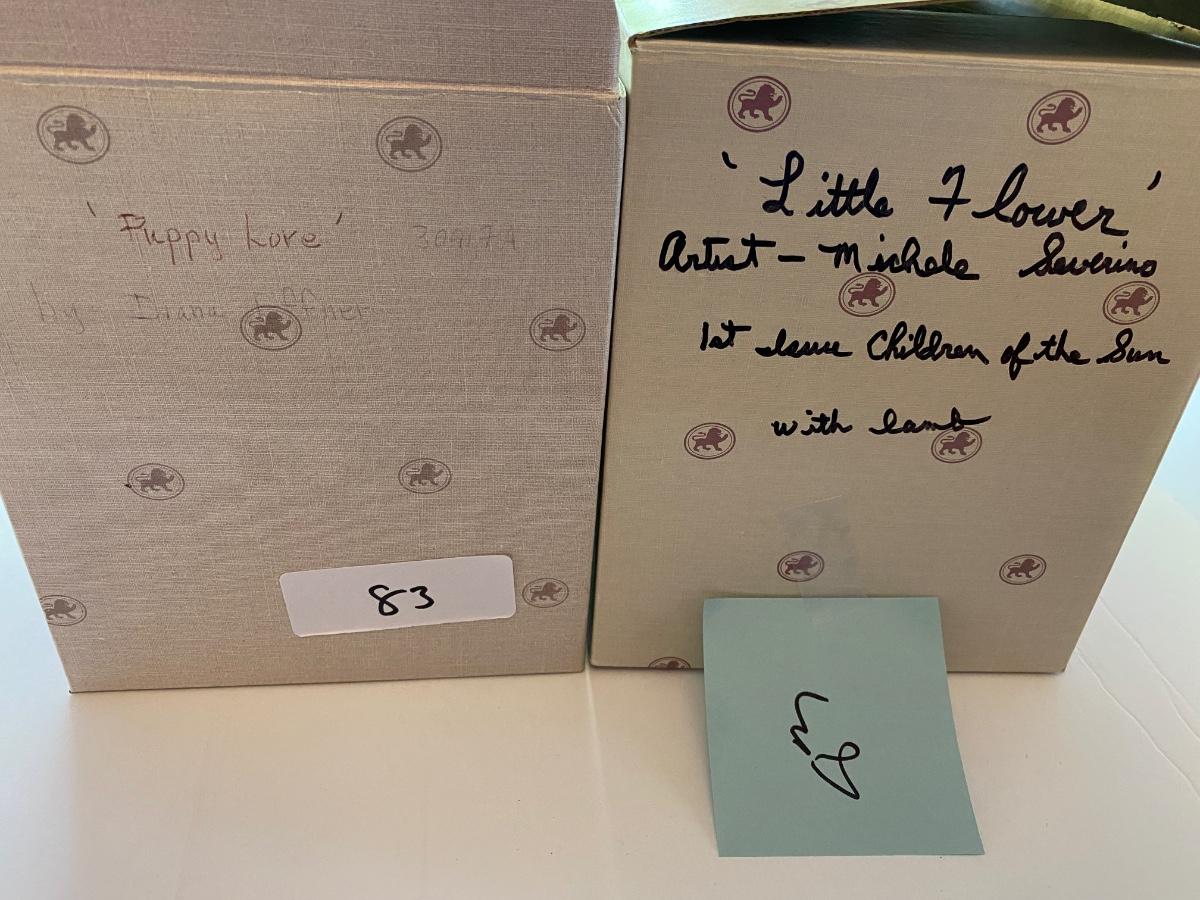 'Puppy Love'
by Diana Effner
83
'Little Flower'
Artist - Michele Severino
1st Issue Children of the Sun
with lamb